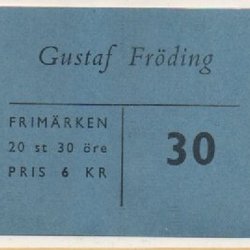 Gustaf Fröding
FRIMÄRKEN
20 st 30 öre
PRIS 6 KR
30